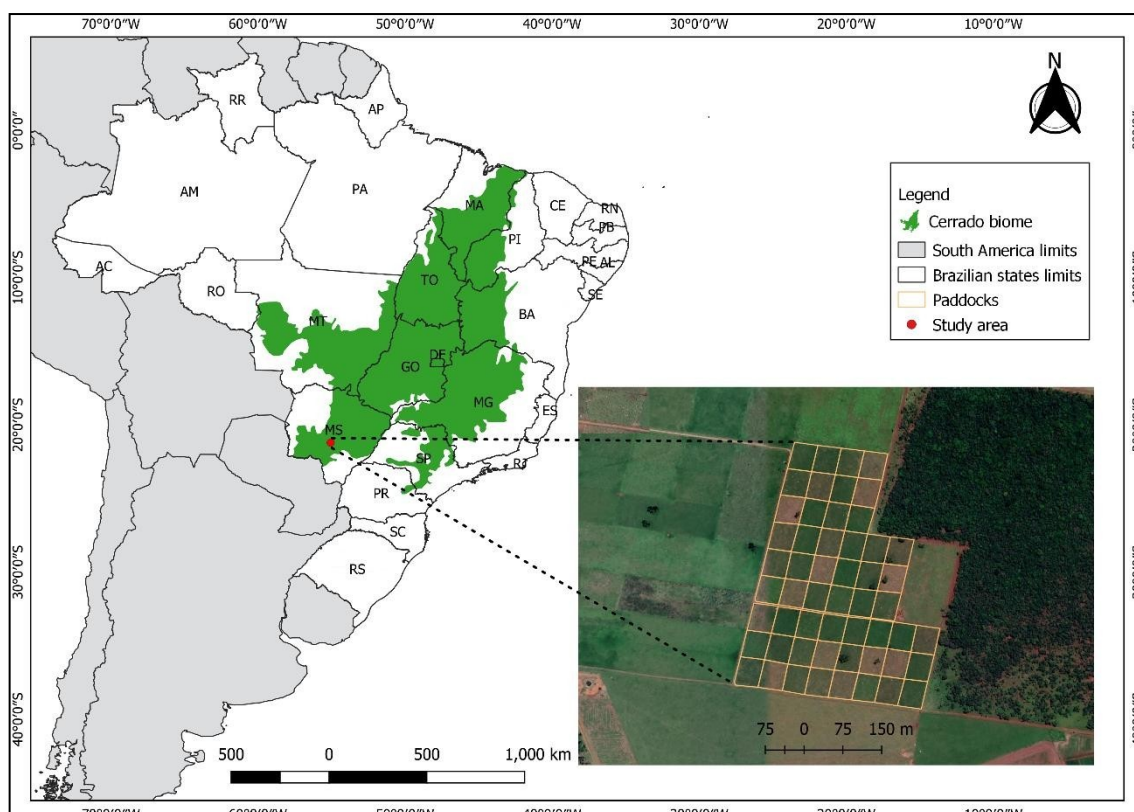 70°0'0"W 60°0'0"W 50°0'0"W 40°0'0"W 30°0'0"W 20°0'0"W 10°0'0"W
N
0°0'0"
10°0'0"S
20°0'0"S
30°0'0"S
40°0'0"S
RR
AP
AM
PA
MA
CE
RN
PB
PI
PE
AL
SE
AC
RO
TO
BA
MT
DF
GO
MG
ES
MS
SP
RJ
PR
SC
RS
Legend
Cerrado biome
South America limits
Brazilian states limits
Paddocks
Study area
75 0 75 150 m
500 0 500 1,000 km